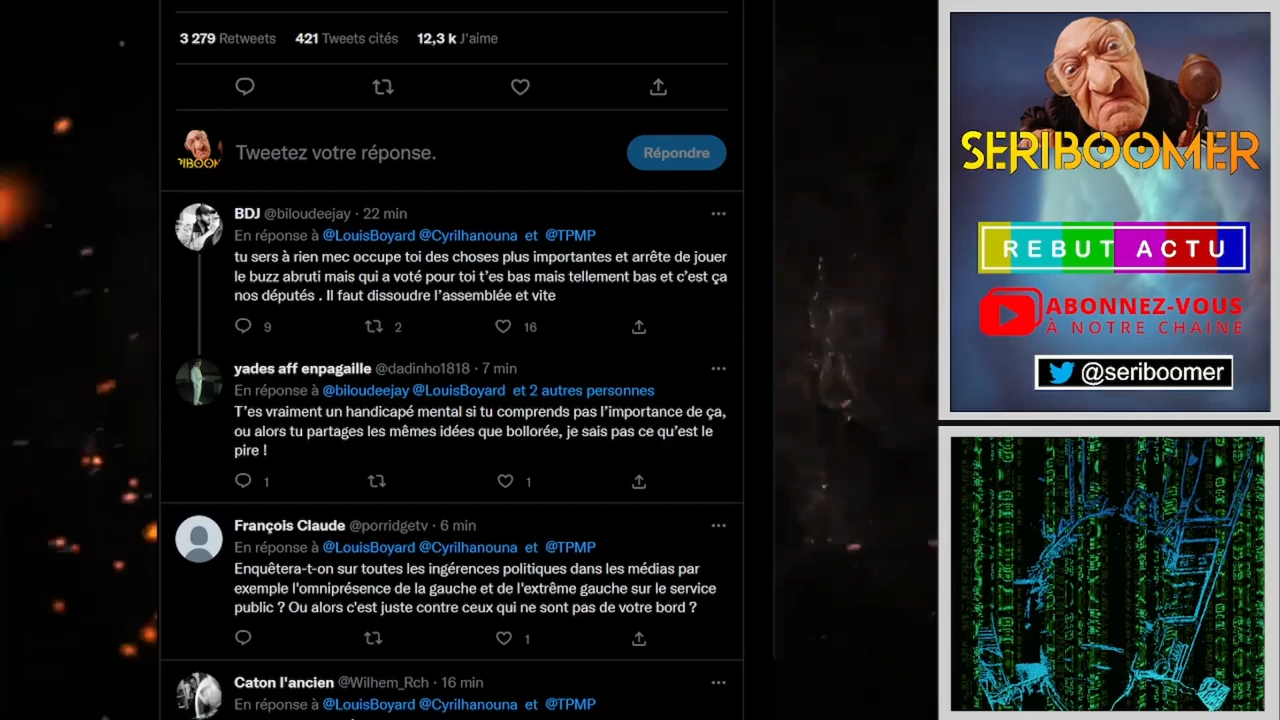 3 279 Retweets 421 Tweets cités 12,3 k J'aime
Tweetez votre réponse.
Répondre
BDJ @biloudeejay · 22 min
En réponse à @LouisBoyard @Cyrilhanouna et @TPMP
tu sers à rien mec occupe toi des choses plus importantes et arrête de jouer
le buzz abruti mais qui a voté pour toi t'es bas mais tellement bas et c'est ça
nos députés . Il faut dissoudre l'assemblée et vite
9 2 16
yades aff enpagaille @dadinho1818 · 7 min
En réponse à @biloudeejay @LouisBoyard et 2 autres personnes
T'es vraiment un handicapé mental si tu comprends pas l'importance de ça,
ou alors tu partages les mêmes idées que bolloré, je sais pas ce qu'est le
pire !
1 1
François Claude @porridgetv · 6 min
En réponse à @LouisBoyard @Cyrilhanouna et @TPMP
Enquêtera-t-on sur toutes les ingérences politiques dans les médias par
exemple l'omniprésence de la gauche et de l'extrême gauche sur le service
public ? Ou alors c'est juste contre ceux qui ne sont pas de votre bord ?
1
Caton l'ancien @Wilhem_Rch · 16 min
En réponse à @LouisBoyard @Cyrilhanouna et @TPMP
SERIBOOMER
REBUT ACTU
ABONNEZ-VOUS
À NOTRE CHAINE
@seriboomer